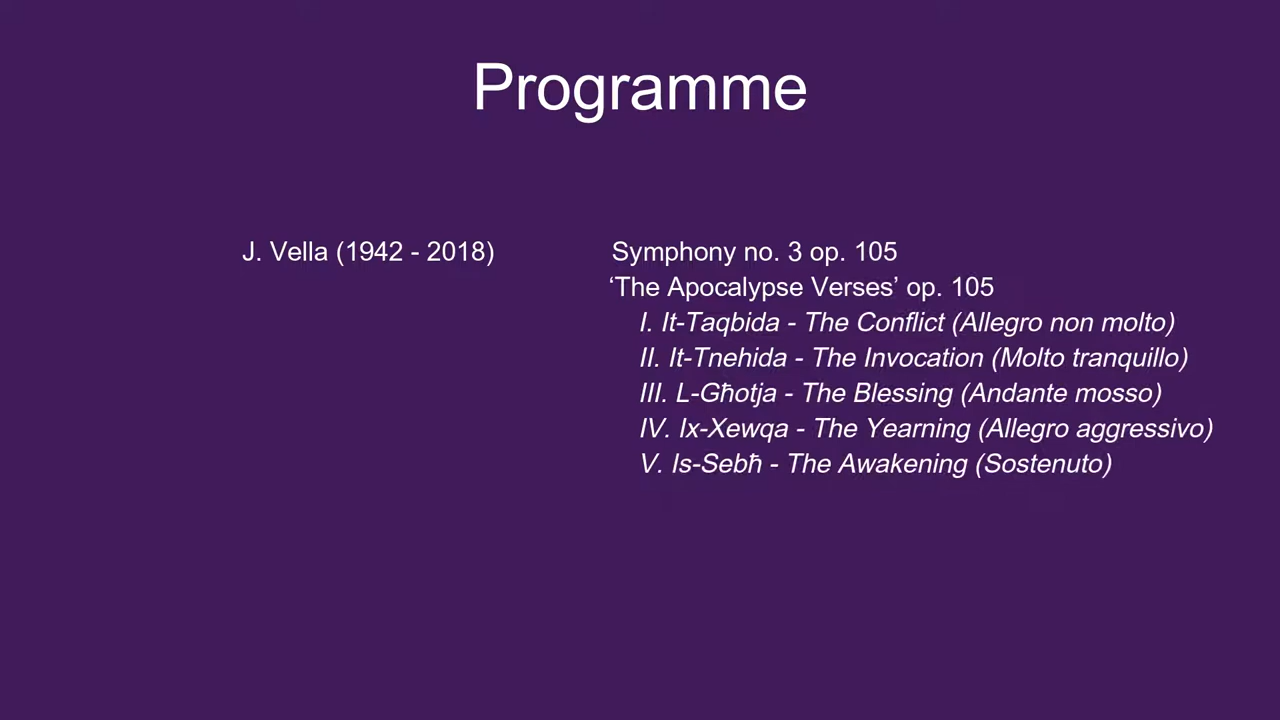 Programme
J. Vella (1942 - 2018) Symphony no. 3 op. 105
‘The Apocalypse Verses’ op. 105
I. It-Taqbida - The Conflict (Allegro non molto)
II. It-Tnehida - The Invocation (Molto tranquillo)
III. L-Għotja - The Blessing (Andante mosso)
IV. Ix-Xewqa - The Yearning (Allegro aggressivo)
V. Is-Sebħ - The Awakening (Sostenuto)